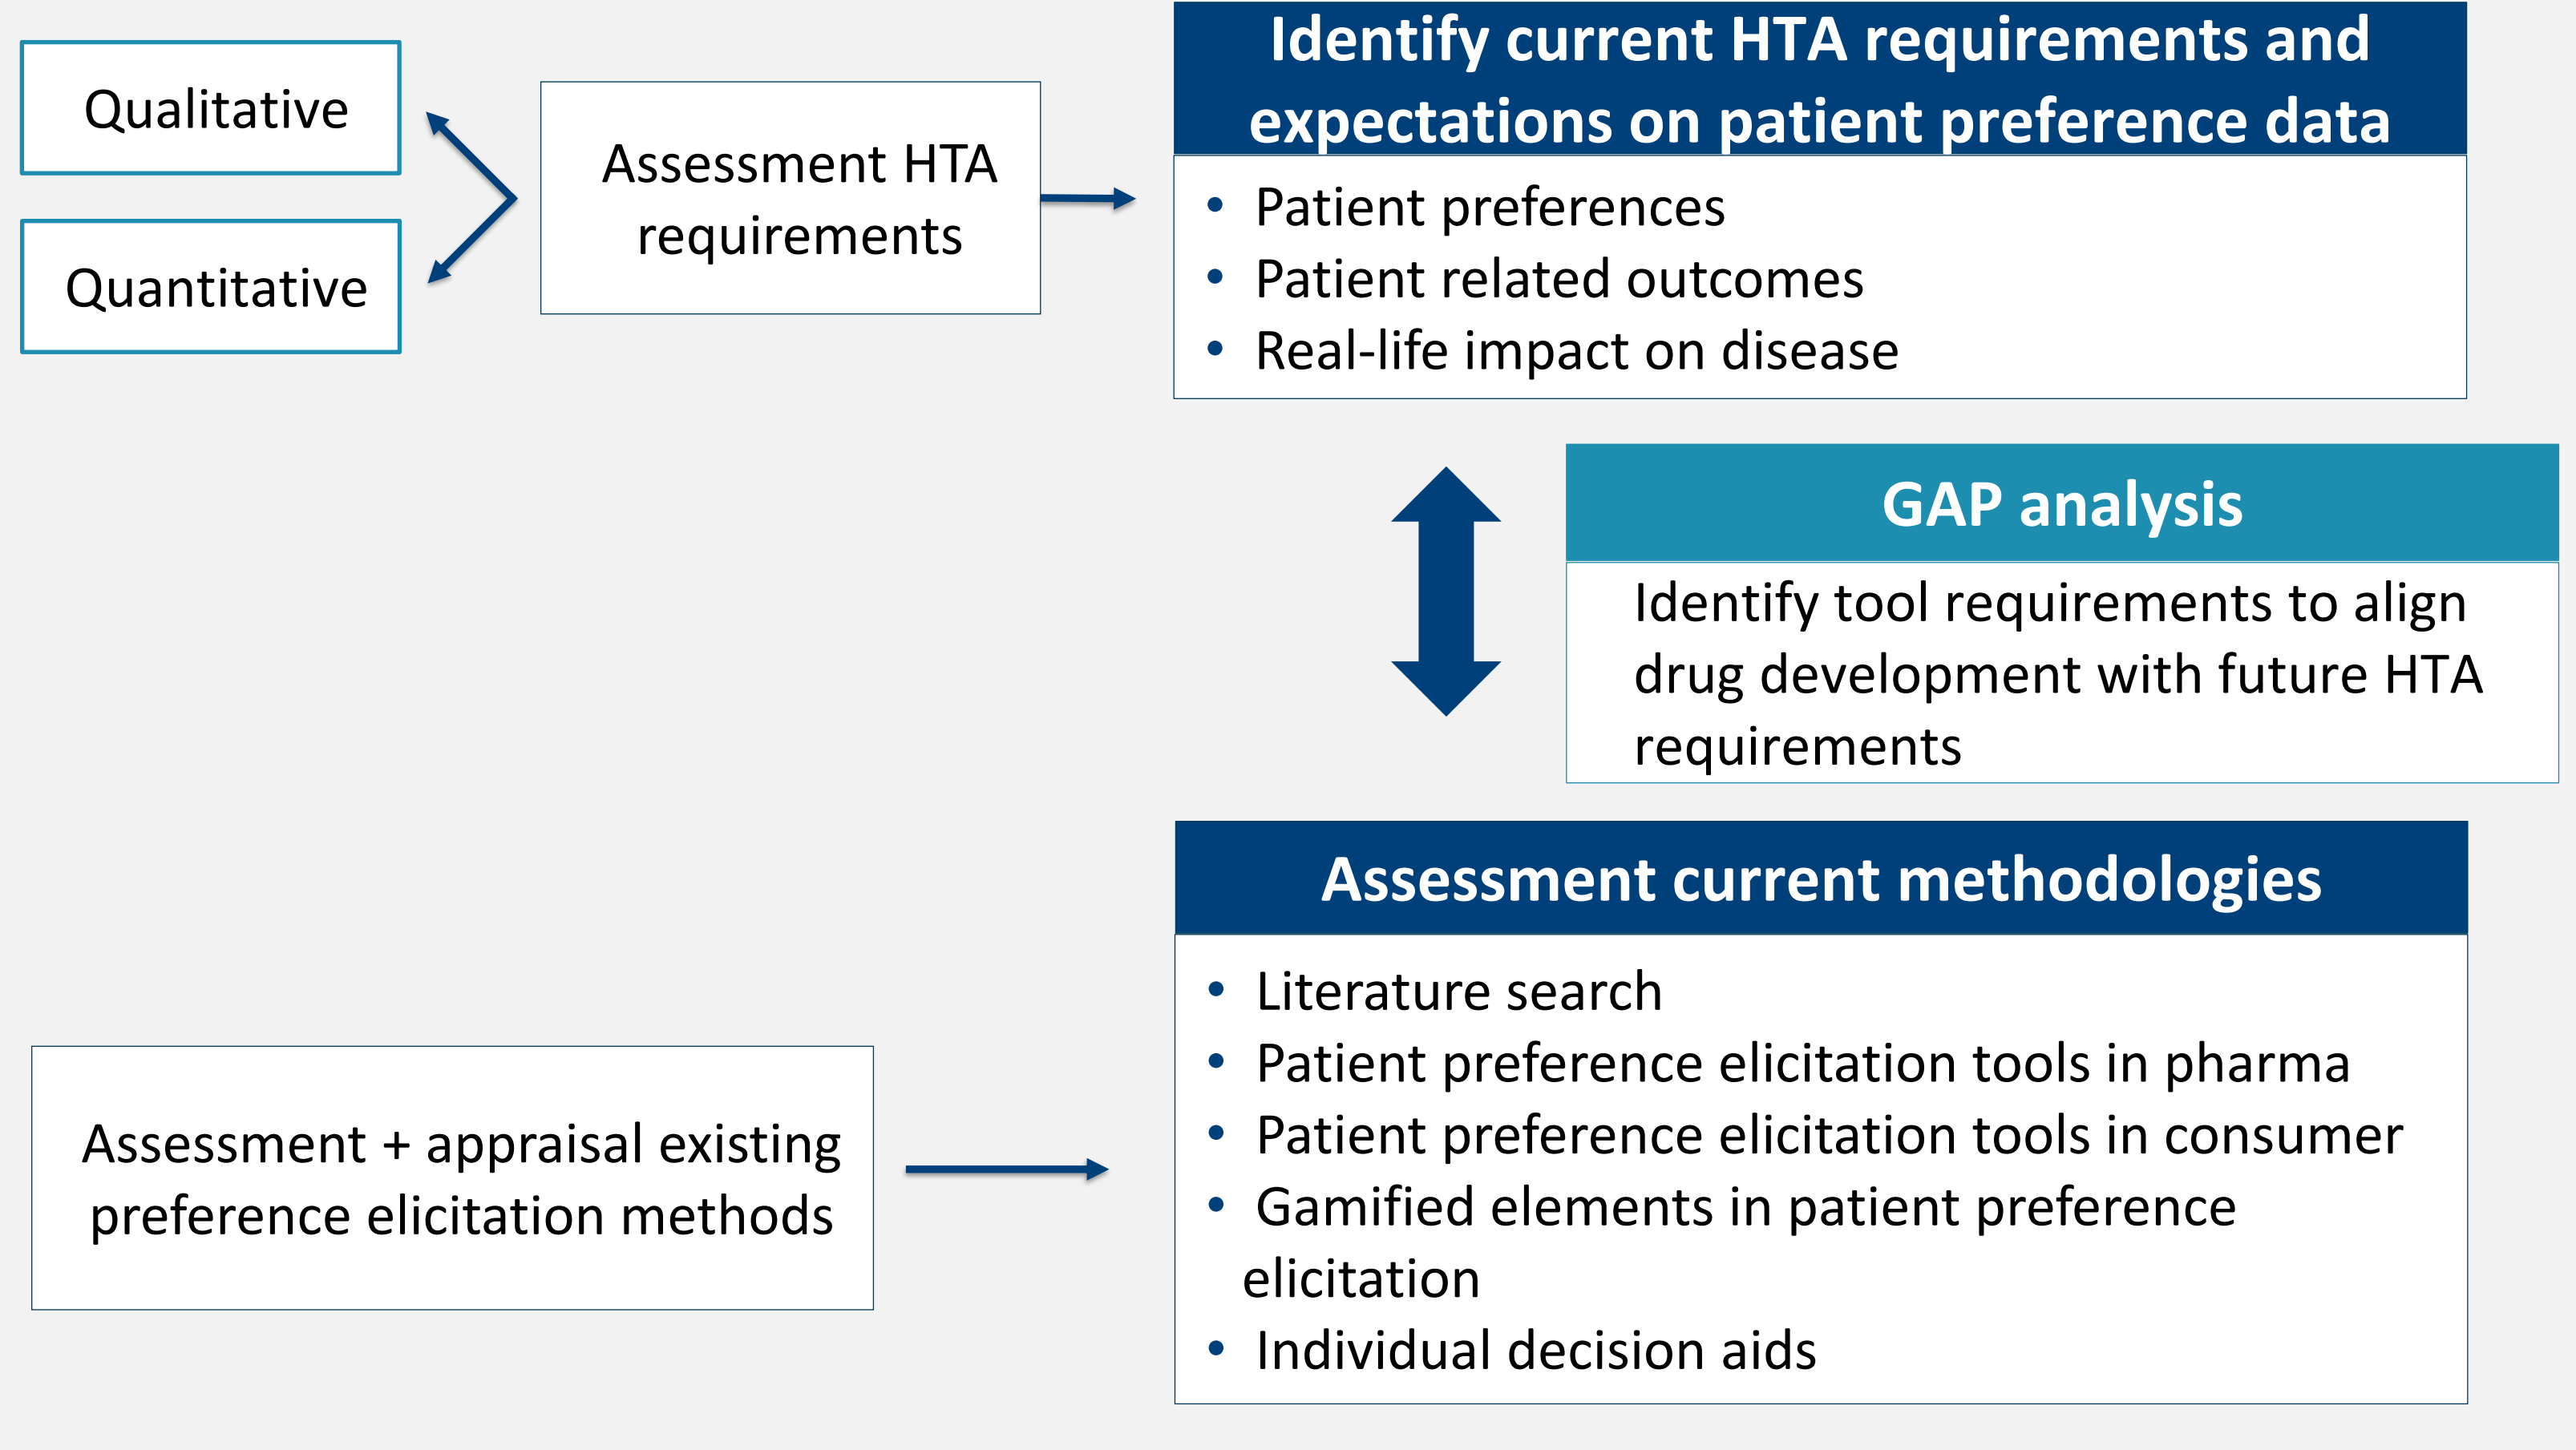 Qualitative
Quantitative
Assessment HTA
requirements
Identify current HTA requirements and
expectations on patient preference data
• Patient preferences
• Patient related outcomes
• Real-life impact on disease
GAP analysis
Identify tool requirements to align
drug development with future HTA
requirements
Assessment + appraisal existing
preference elicitation methods
Assessment current methodologies
• Literature search
• Patient preference elicitation tools in pharma
• Patient preference elicitation tools in consumer
• Gamified elements in patient preference
elicitation
• Individual decision aids